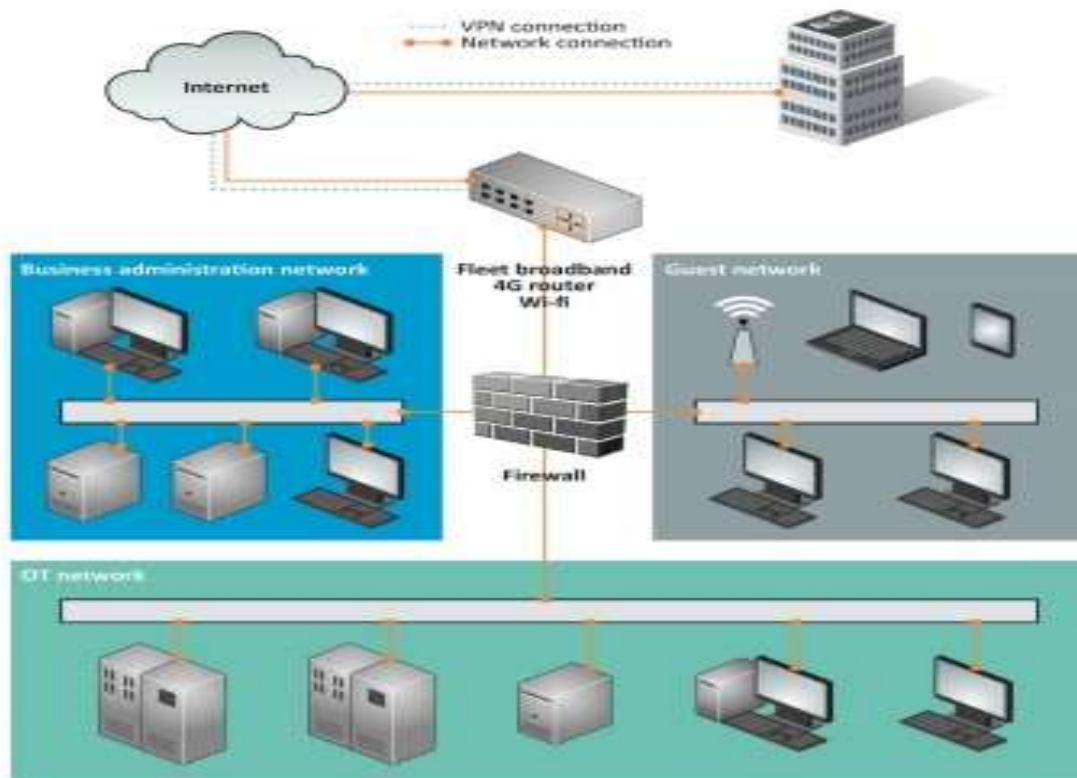 VPN connection
Network connection
Internet
Business administration network
Fleet broadband
4G router
Wi-fi
Guest network
Firewall
OT network